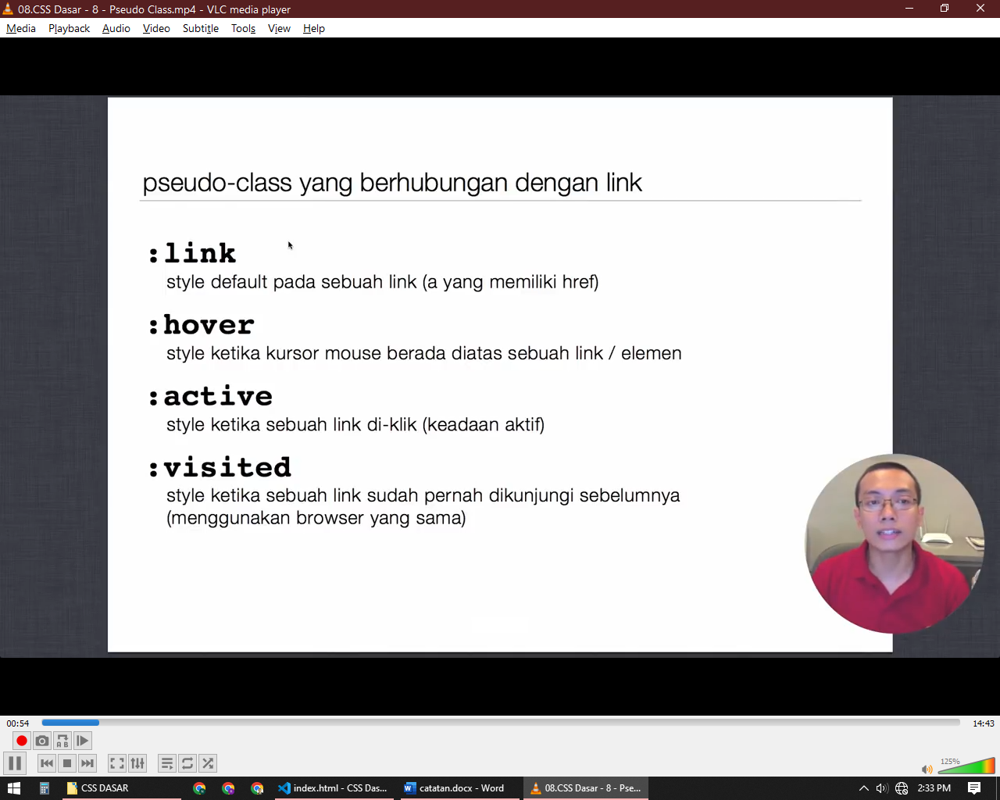 08.CSS Dasar - 8 - Pseudo Class.mp4 - VLC media player
Media Playback Audio Video Subtitle Tools View Help
pseudo-class yang berhubungan dengan link
:link
style default pada sebuah link (a yang memiliki href)
:hover
style ketika kursor mouse berada diatas sebuah link / elemen
:active
style ketika sebuah link di-klik (keadaan aktif)
:visited
style ketika sebuah link sudah pernah dikunjungi sebelumnya
(menggunakan browser yang sama)
00:54 14:43
A B
125%
CSS DASAR index.html - CSS Das... catatan.docx - Word 08.CSS Dasar - 8 - Pse... 2:33 PM